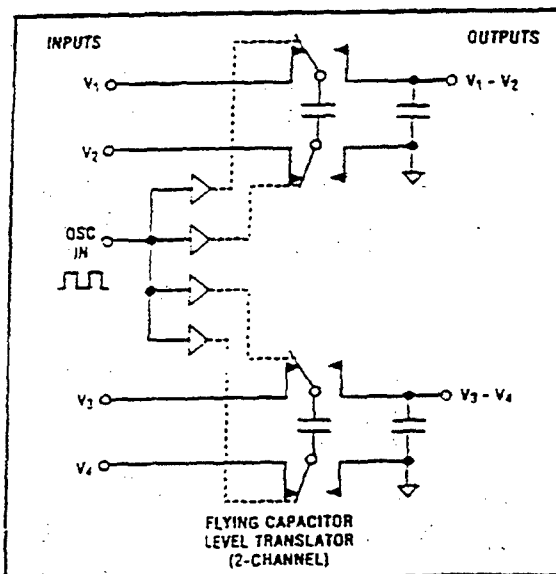 INPUTS
OUTPUTS
V1
V1 - V2
V2
OSC
IN
V3
V3 - V4
V4
FLYING CAPACITOR
LEVEL TRANSLATOR
(2-CHANNEL)